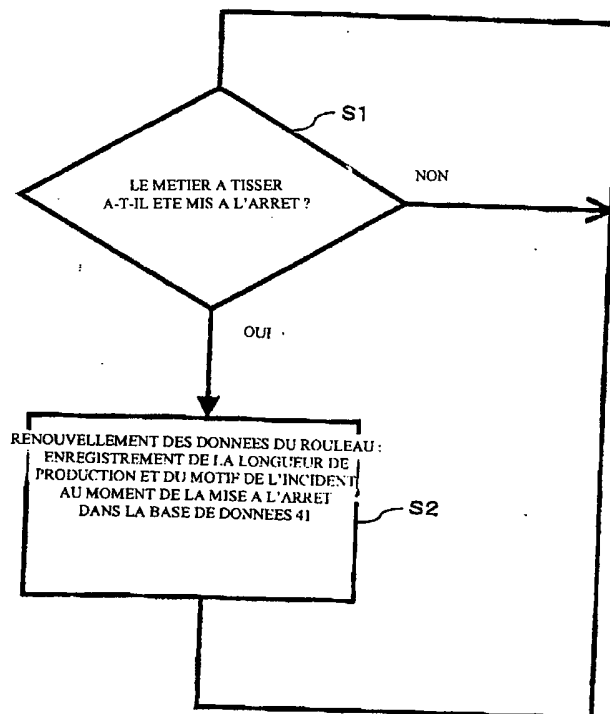 S1
LE METIER A TISSER
A-T-IL ETE MIS A L'ARRET ?
NON
OUI
RENOUVELLEMENT DES DONNEES DU ROULEAU :
ENREGISTREMENT DE LA LONGUEUR DE
PRODUCTION ET DU MOTIF DE L'INCIDENT
AU MOMENT DE LA MISE A L'ARRET
DANS LA BASE DE DONNEES 41
S2